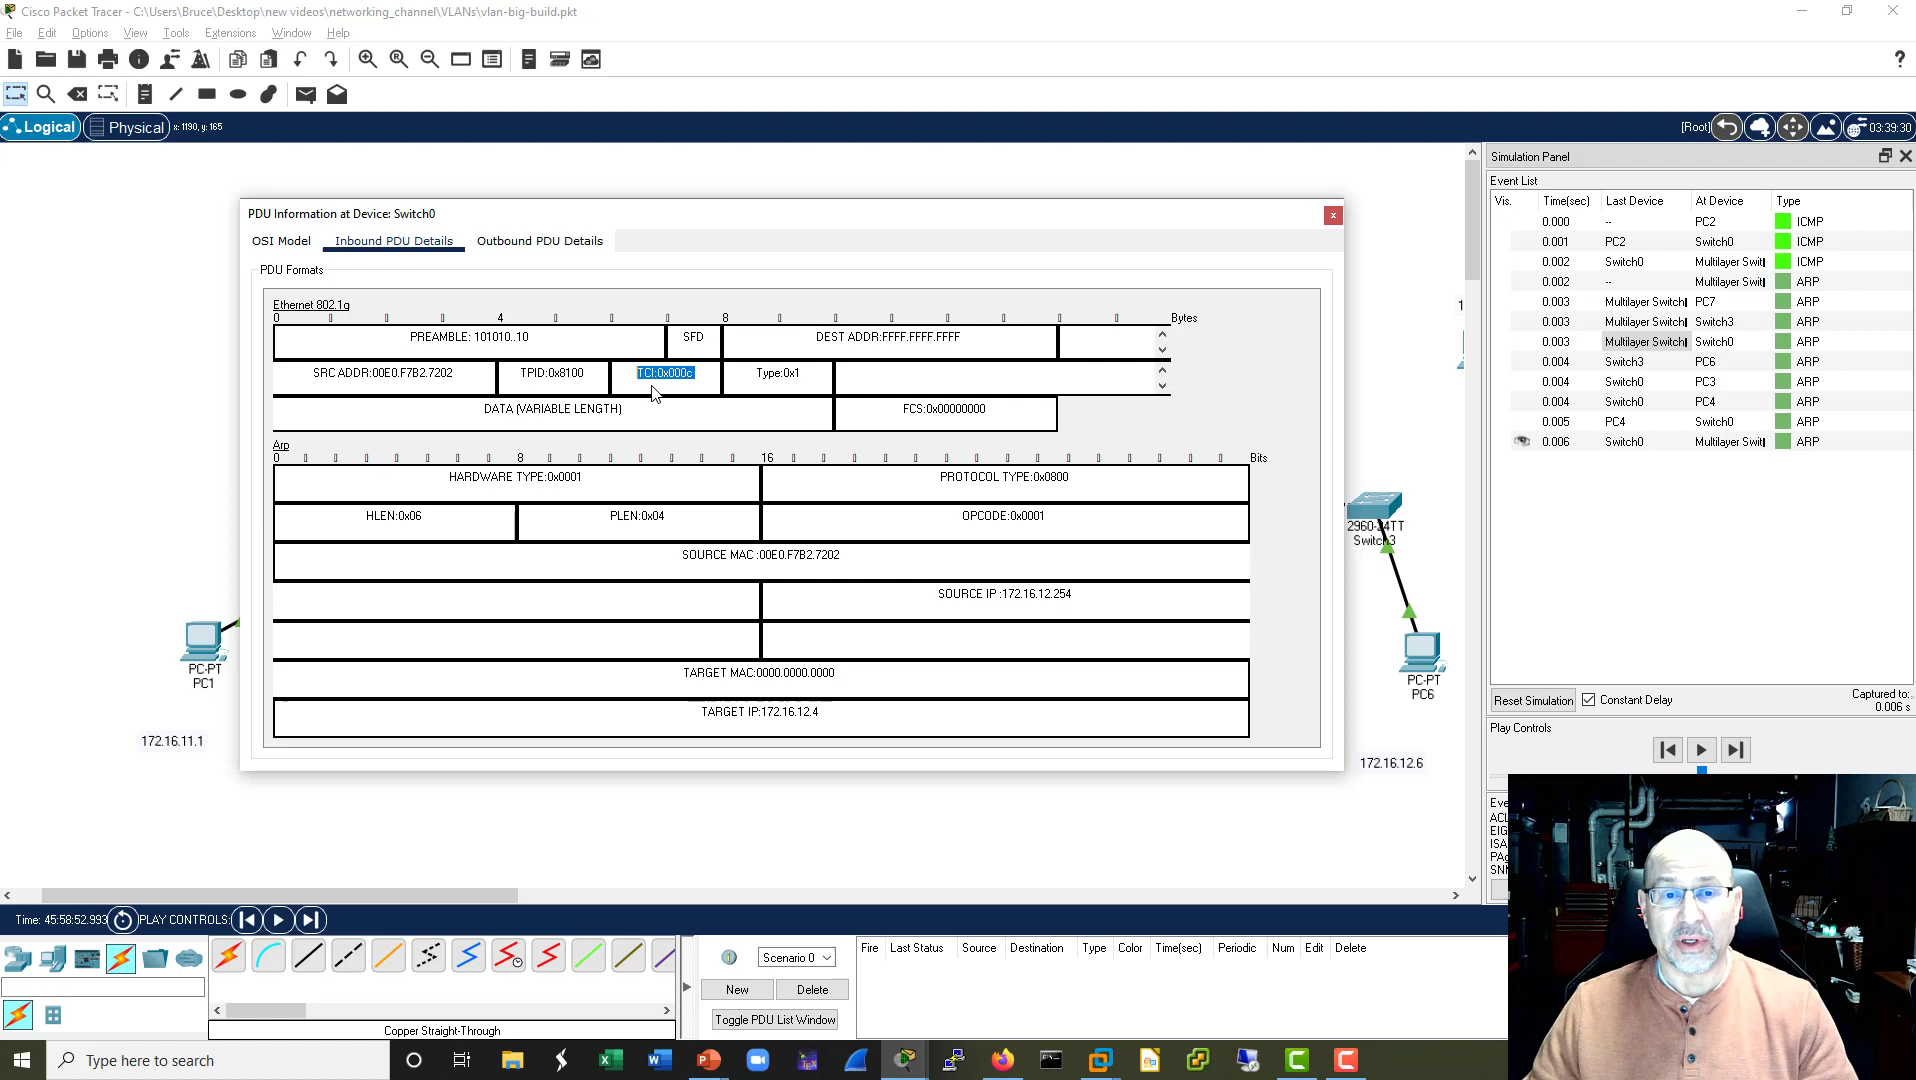 Cisco Packet Tracer - C:\Users\Bruce\Desktop\new videos\networking_channel\VLANs\vlan-big-build.pkt
File Edit Options View Tools Extensions Window Help
Logical Physical x: 1190, y: 165 [Root] 03:39:30
Simulation Panel
Event List
Vis. Time(sec) Last Device At Device Type
0.000 -- PC2 ICMP
0.001 PC2 Switch0 ICMP
0.002 Switch0 Multilayer Swit ICMP
0.002 -- Multilayer Swit ARP
0.003 Multilayer Switch PC7 ARP
0.003 Multilayer Switch Switch3 ARP
0.003 Multilayer Switch Switch0 ARP
0.004 Switch3 PC6 ARP
0.004 Switch0 PC3 ARP
0.004 Switch0 PC4 ARP
0.005 PC4 Switch0 ARP
0.006 Switch0 Multilayer Swit ARP
Reset Simulation Constant Delay Captured to:
0.006 s
Play Controls
PDU Information at Device: Switch0
OSI Model Inbound PDU Details Outbound PDU Details
PDU Formats
Ethernet 802.1q
0 4 8 Bytes
PREAMBLE: 101010..10 SFD DEST ADDR:FFFF.FFFF.FFFF
SRC ADDR:00E0.F7B2.7202 TPID:0x8100 TCI:0x000c Type:0x1
DATA (VARIABLE LENGTH) FCS:0x00000000
Arp
0 8 16 Bits
HARDWARE TYPE:0x0001 PROTOCOL TYPE:0x0800
HLEN:0x06 PLEN:0x04 OPCODE:0x0001
SOURCE MAC :00E0.F7B2.7202
SOURCE IP :172.16.12.254
TARGET MAC:0000.0000.0000
TARGET IP:172.16.12.4
PC-PT
PC1
172.16.11.1
2960-24TT
Switch3
PC-PT
PC6
172.16.12.6
Time: 45:58:52.993 PLAY CONTROLS:
Scenario 0
New Delete
Toggle PDU List Window
Fire Last Status Source Destination Type Color Time(sec) Periodic Num Edit Delete
Copper Straight-Through
Type here to search